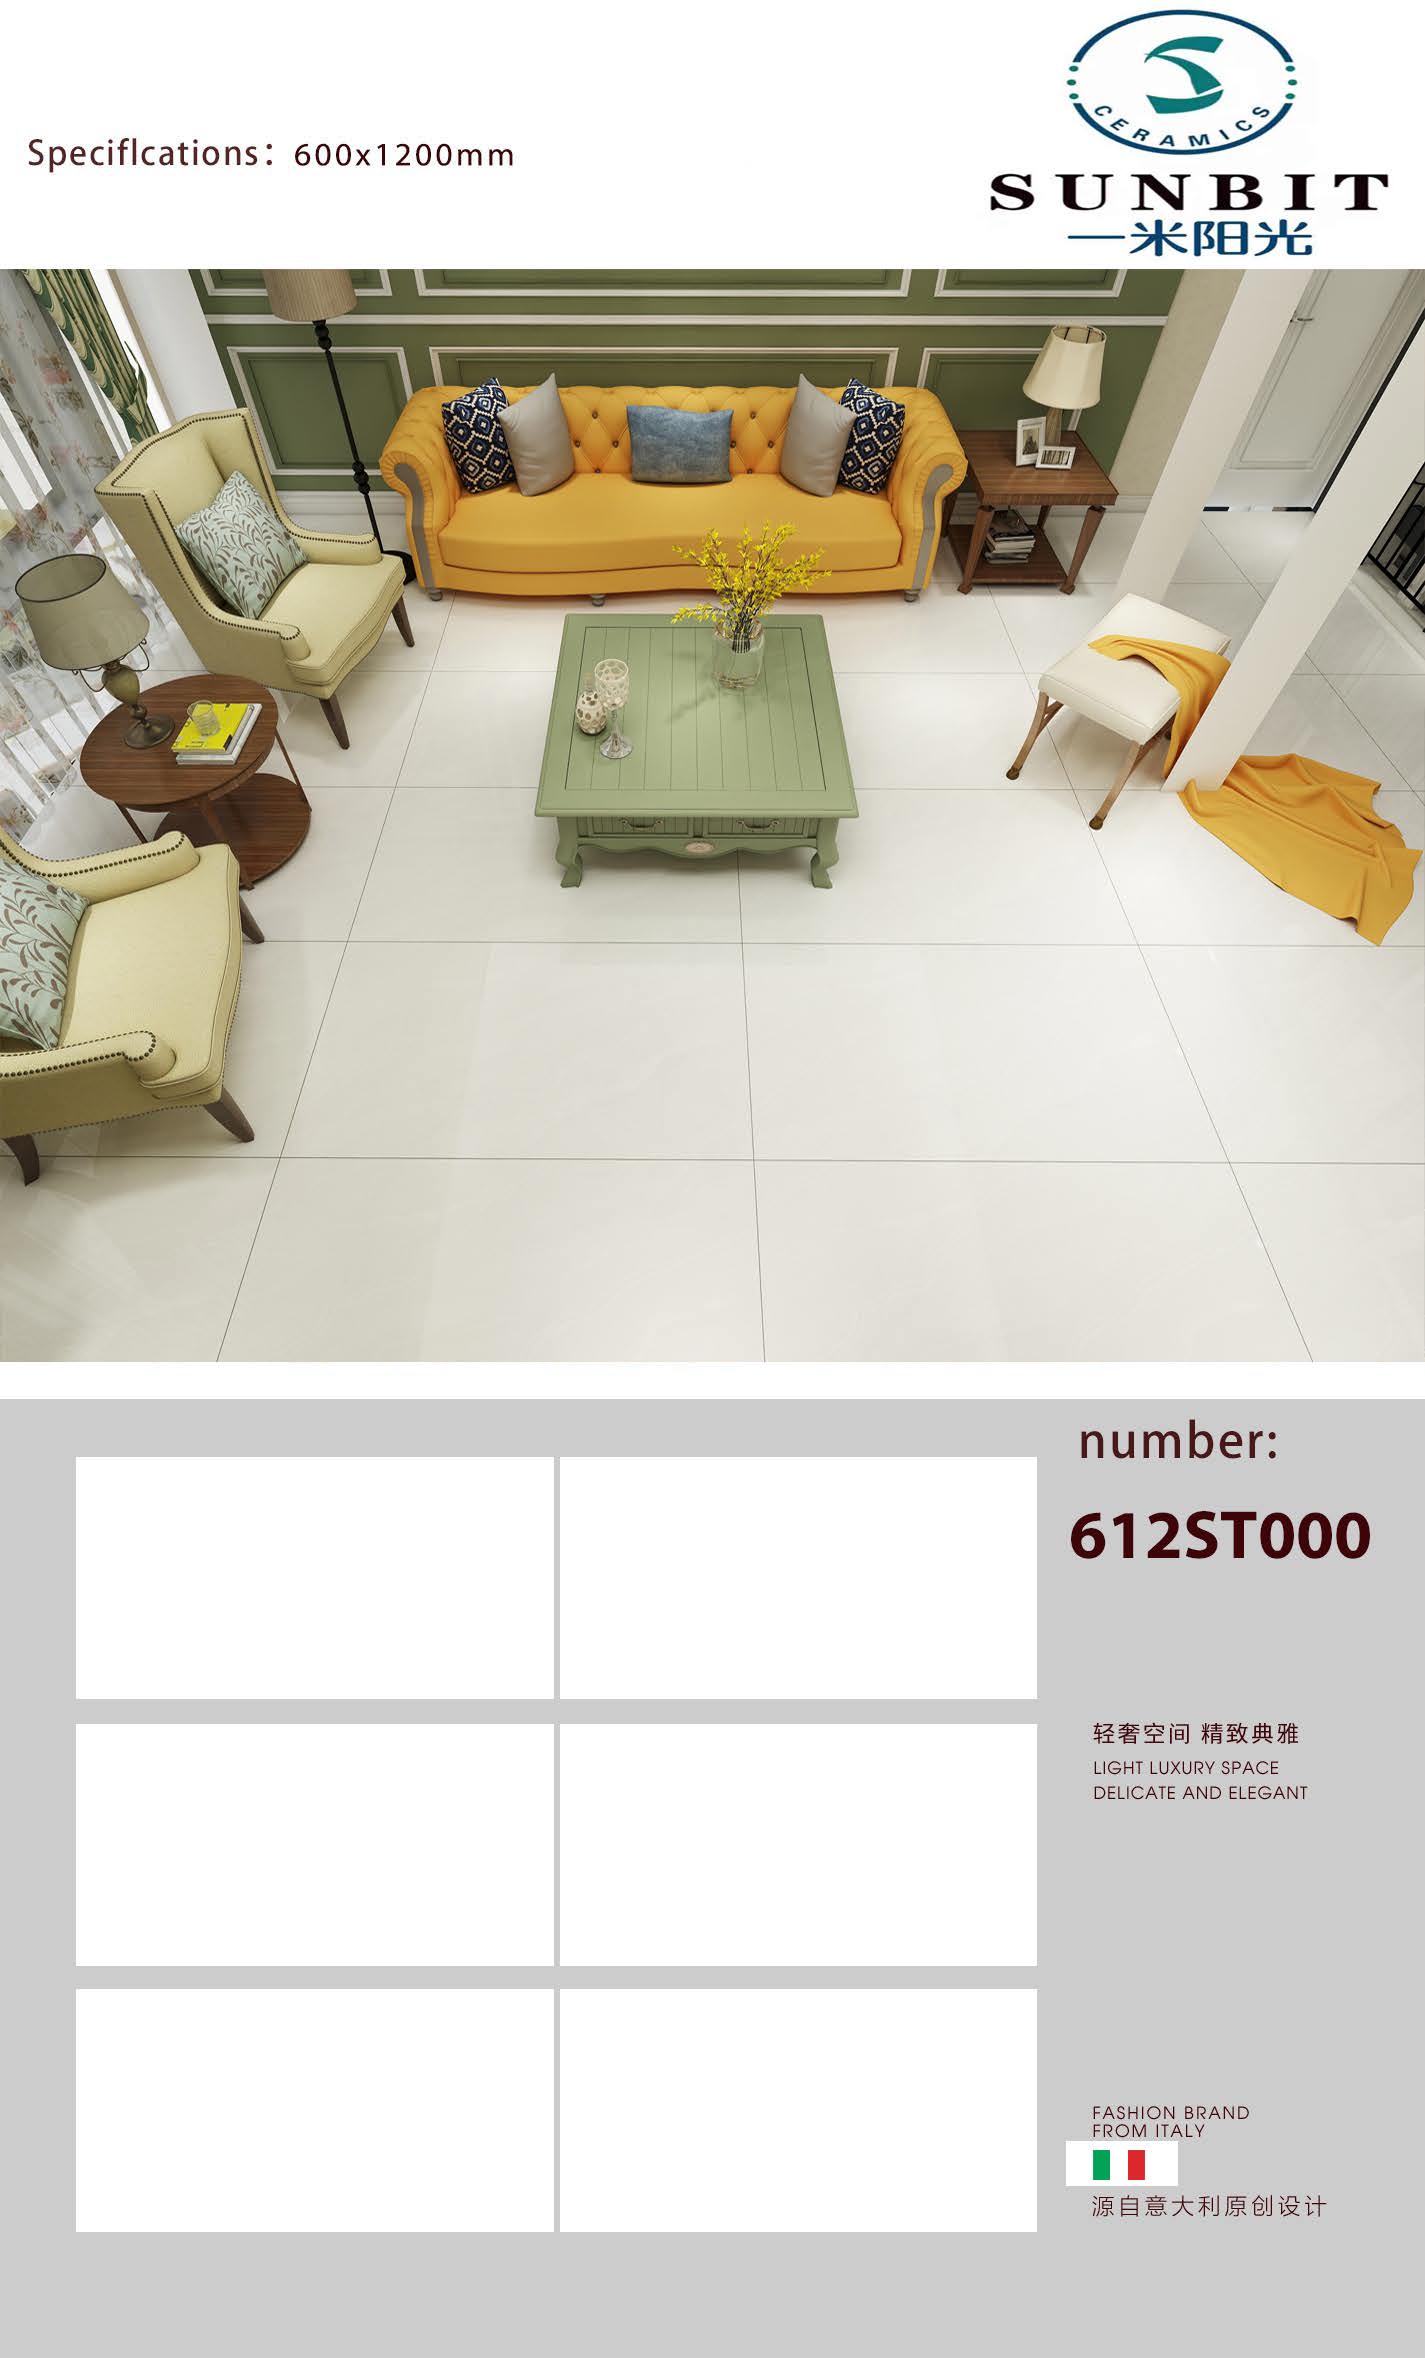 Speciflcations：600x1200mm
CERAMICS
SUNBIT
一米阳光
number:
612ST000
轻奢空间 精致典雅
LIGHT LUXURY SPACE
DELICATE AND ELEGANT
FASHION BRAND
FROM ITALY
源自意大利原创设计